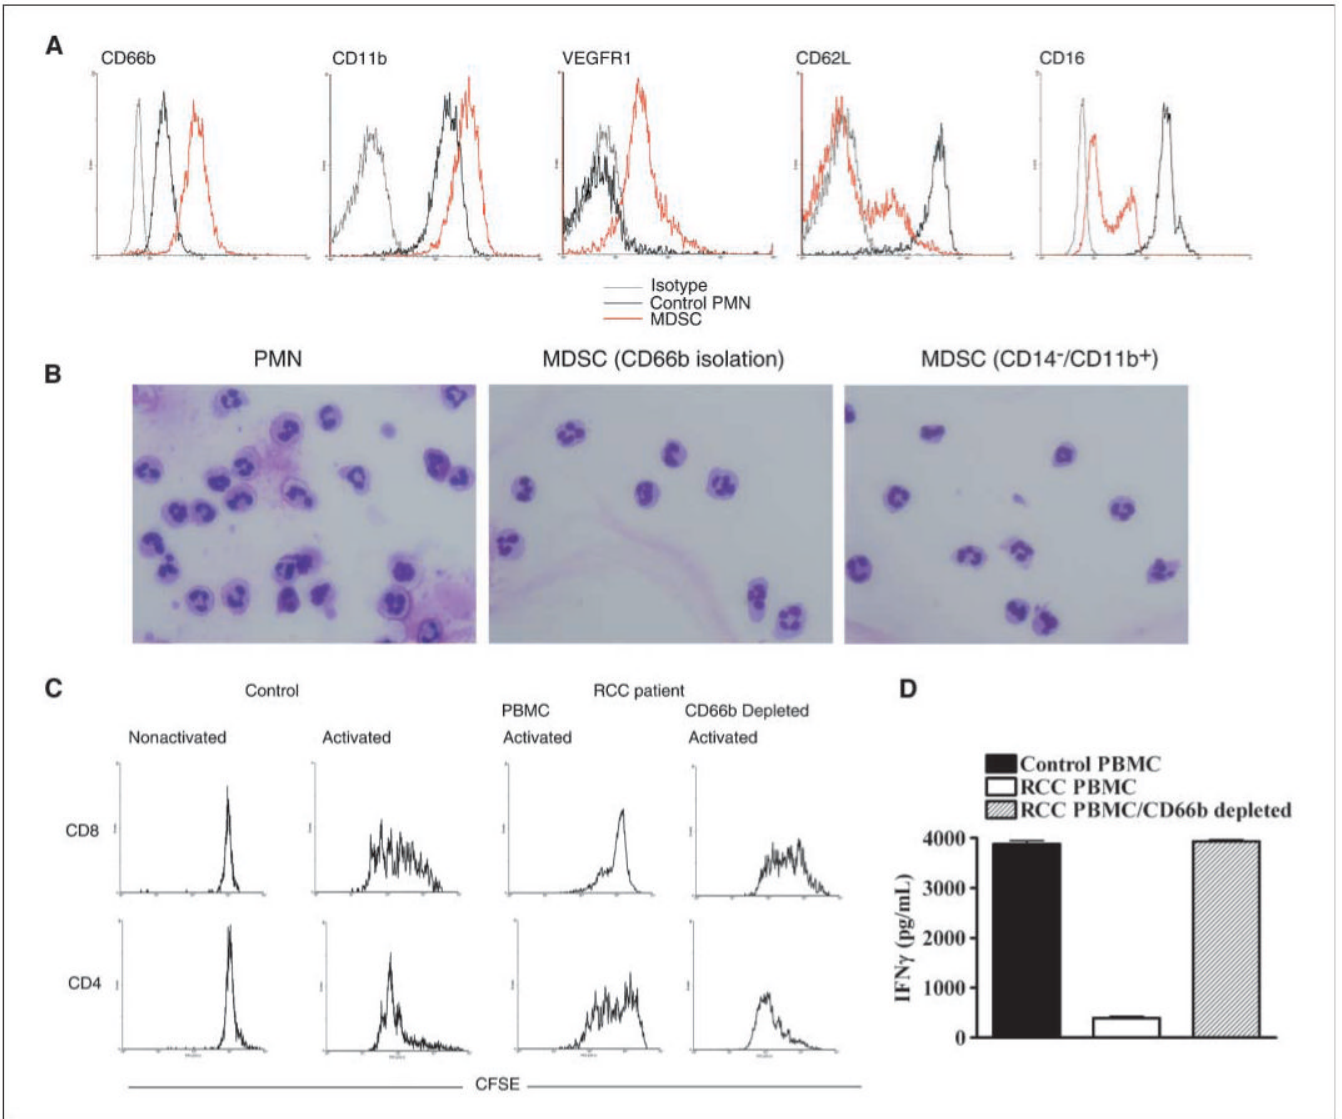 A
CD66b CD11b VEGFR1 CD62L CD16
Isotype
Control PMN
MDSC
B
PMN MDSC (CD66b isolation) MDSC (CD14-/CD11b+)
C
Control RCC patient
PBMC CD66b Depleted
Nonactivated Activated Activated Activated
CD8
CD4
CFSE
D
Control PBMC
RCC PBMC
RCC PBMC/CD66b depleted
4000
3000
2000
1000
0
IFNγ (pg/mL)